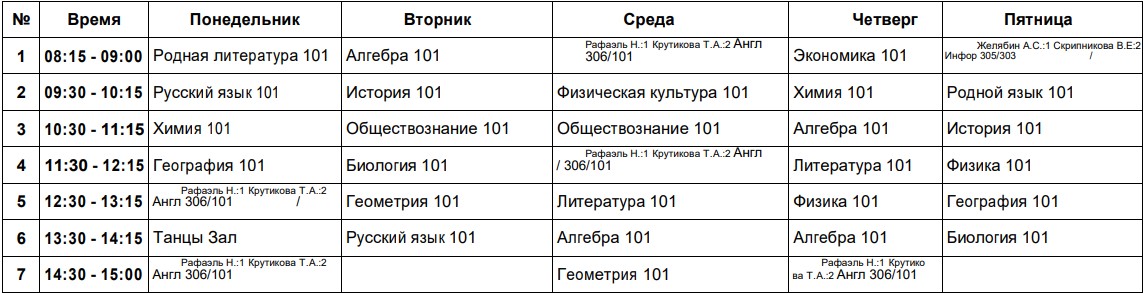 № Время Понедельник Вторник Среда Четверг Пятница
1 08:15 - 09:00 Родная литература 101 Алгебра 101 Рафаэль Н.:1 Крутикова Т.А.:2 Англ 306/101 Экономика 101 Желябин А.С.:1 Скрипникова В.Е:2 Инфор 305/303 /
2 09:30 - 10:15 Русский язык 101 История 101 Физическая культура 101 Химия 101 Родной язык 101
3 10:30 - 11:15 Химия 101 Обществознание 101 Обществознание 101 Алгебра 101 История 101
4 11:30 - 12:15 География 101 Биология 101 Рафаэль Н.:1 Крутикова Т.А.:2 Англ / 306/101 Литература 101 Физика 101
5 12:30 - 13:15 Рафаэль Н.:1 Крутикова Т.А.:2 Англ 306/101 / Геометрия 101 Литература 101 Физика 101 География 101
6 13:30 - 14:15 Танцы Зал Русский язык 101 Алгебра 101 Алгебра 101 Биология 101
7 14:30 - 15:00 Рафаэль Н.:1 Крутикова Т.А.:2 Англ 306/101 Геометрия 101 Рафаэль Н.:1 Крутико ва Т.А.:2 Англ 306/101